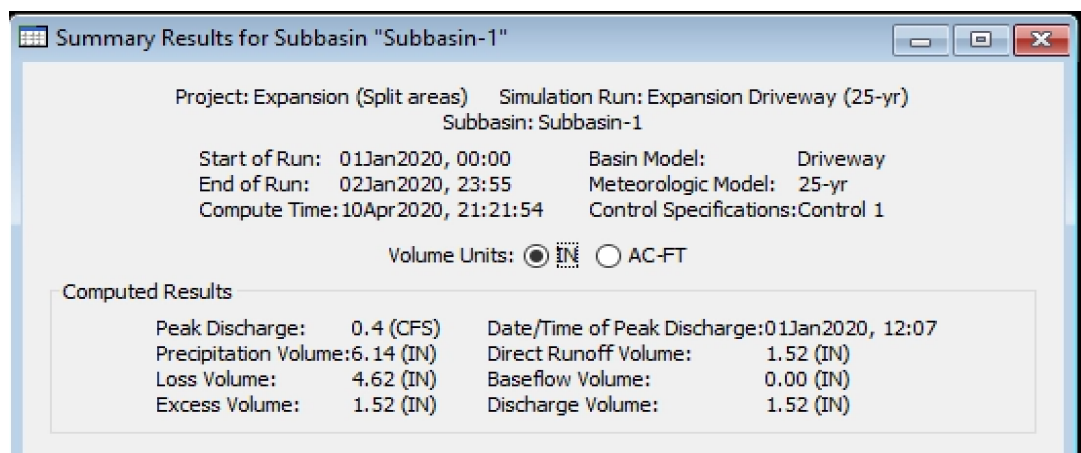 Summary Results for Subbasin "Subbasin-1"
Project: Expansion (Split areas) Simulation Run: Expansion Driveway (25-yr)
Subbasin: Subbasin-1
Start of Run: 01Jan2020, 00:00 Basin Model: Driveway
End of Run: 02Jan2020, 23:55 Meteorologic Model: 25-yr
Compute Time:10Apr2020, 21:21:54 Control Specifications:Control 1
Volume Units: IN AC-FT
Computed Results
Peak Discharge: 0.4 (CFS) Date/Time of Peak Discharge:01Jan2020, 12:07
Precipitation Volume:6.14 (IN) Direct Runoff Volume: 1.52 (IN)
Loss Volume: 4.62 (IN) Baseflow Volume: 0.00 (IN)
Excess Volume: 1.52 (IN) Discharge Volume: 1.52 (IN)